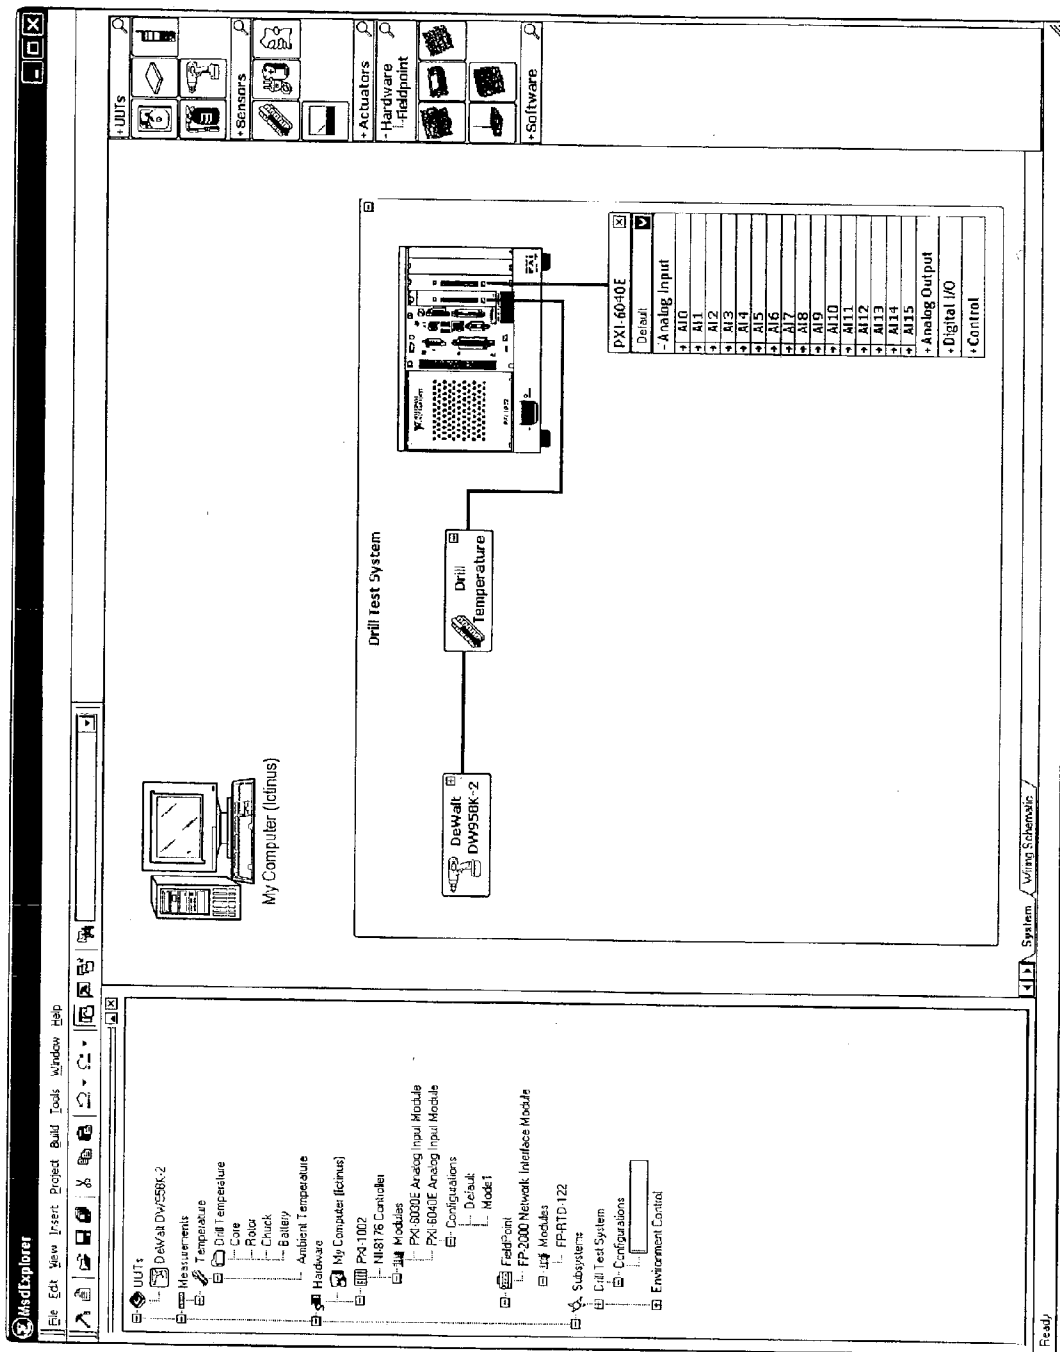 MsdExplorer
File Edit View Insert Project Build Tools Window Help
UUTs
DeWalt DW958K-2
Measurements
Temperature
Drill Temperature
Core
Rotor
Chuck
Battery
Ambient Temperature
Hardware
My Computer (Ictinus)
PXI-1002
NI-8176 Controller
Modules
PXI-6030E Analog Input Module
PXI-6040E Analog Input Module
Configurations
Default
Mode1
FieldPoint
FP-2000 Network Interface Module
Modules
FP-RTD-122
Subsystems
Drill Test System
Configurations
Environment Control
My Computer (Ictinus)
Drill Test System
DeWalt
DW958K-2
Drill
Temperature
PXI
PXI-6040E
Default
- Analog Input
AI0
AI1
AI2
AI3
AI4
AI5
AI6
AI7
AI8
AI9
AI10
AI11
AI12
AI13
AI14
AI15
+ Analog Output
+ Digital I/O
+ Control
+ UUTs
+ Sensors
+ Actuators
- Hardware
Fieldpoint
+ Software
System
Wiring Schematic
Ready